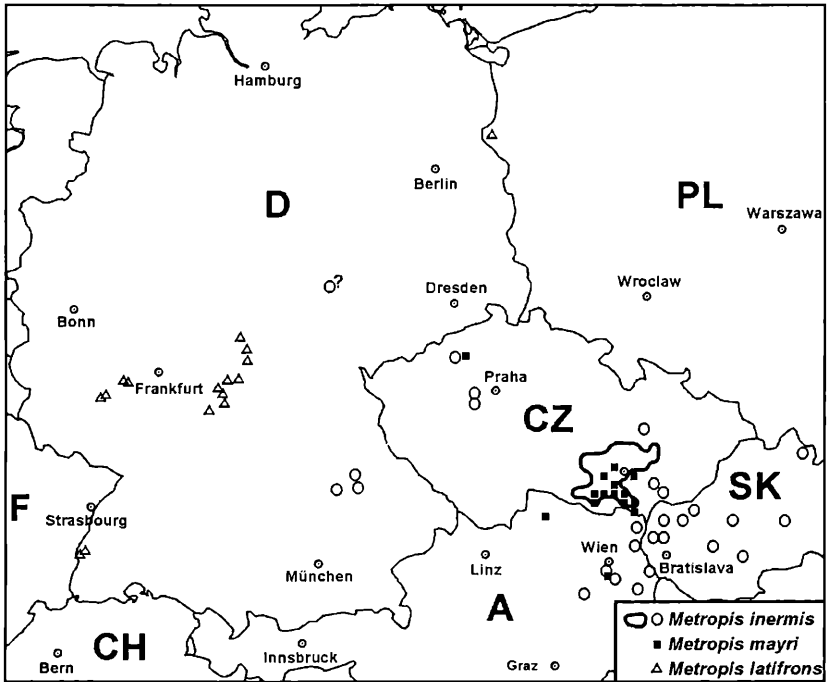 Hamburg
Berlin
D
PL
Warszawa
?
Dresden
Wroclaw
Bonn
Frankfurt
Praha
CZ
SK
F
Strasbourg
München
Linz
Wien
Bratislava
A
CH
Bern
Innsbruck
Graz
Metropis inermis
Metropis mayri
Metropis latifrons